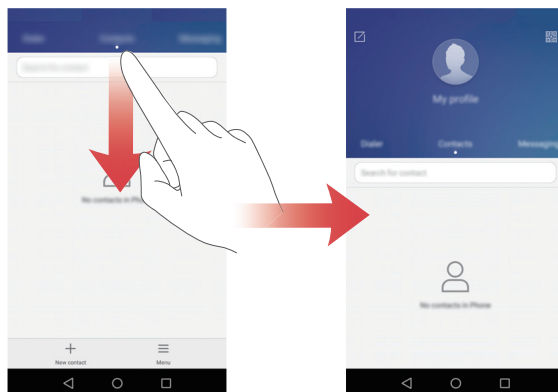 Dialer
Contacts
Messaging
Search for contact
No contacts in Pho
New contact
Menu
My profile
Dialer
Contacts
Messaging
Search for contact
No contacts in Phone